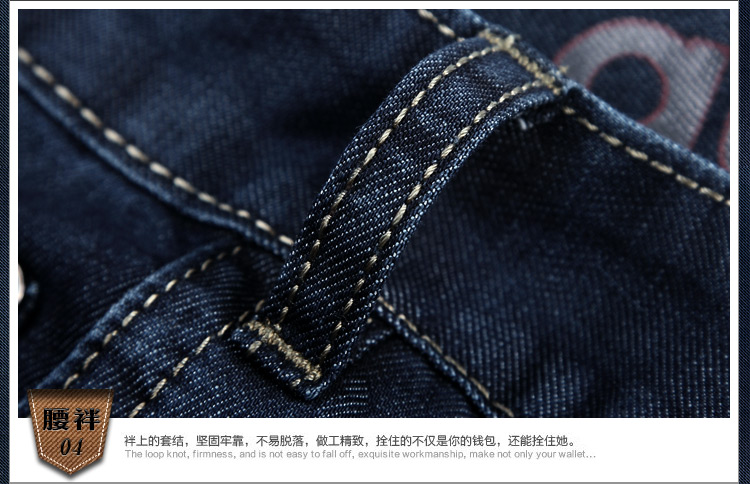 腰袢
04
袢上的套结，坚固牢靠，不易脱落，做工精致，拴住的不仅是你的钱包，还能拴住她。
The loop knot, firmness, and is not easy to fall off, exquisite workmanship, make not only your wallet...